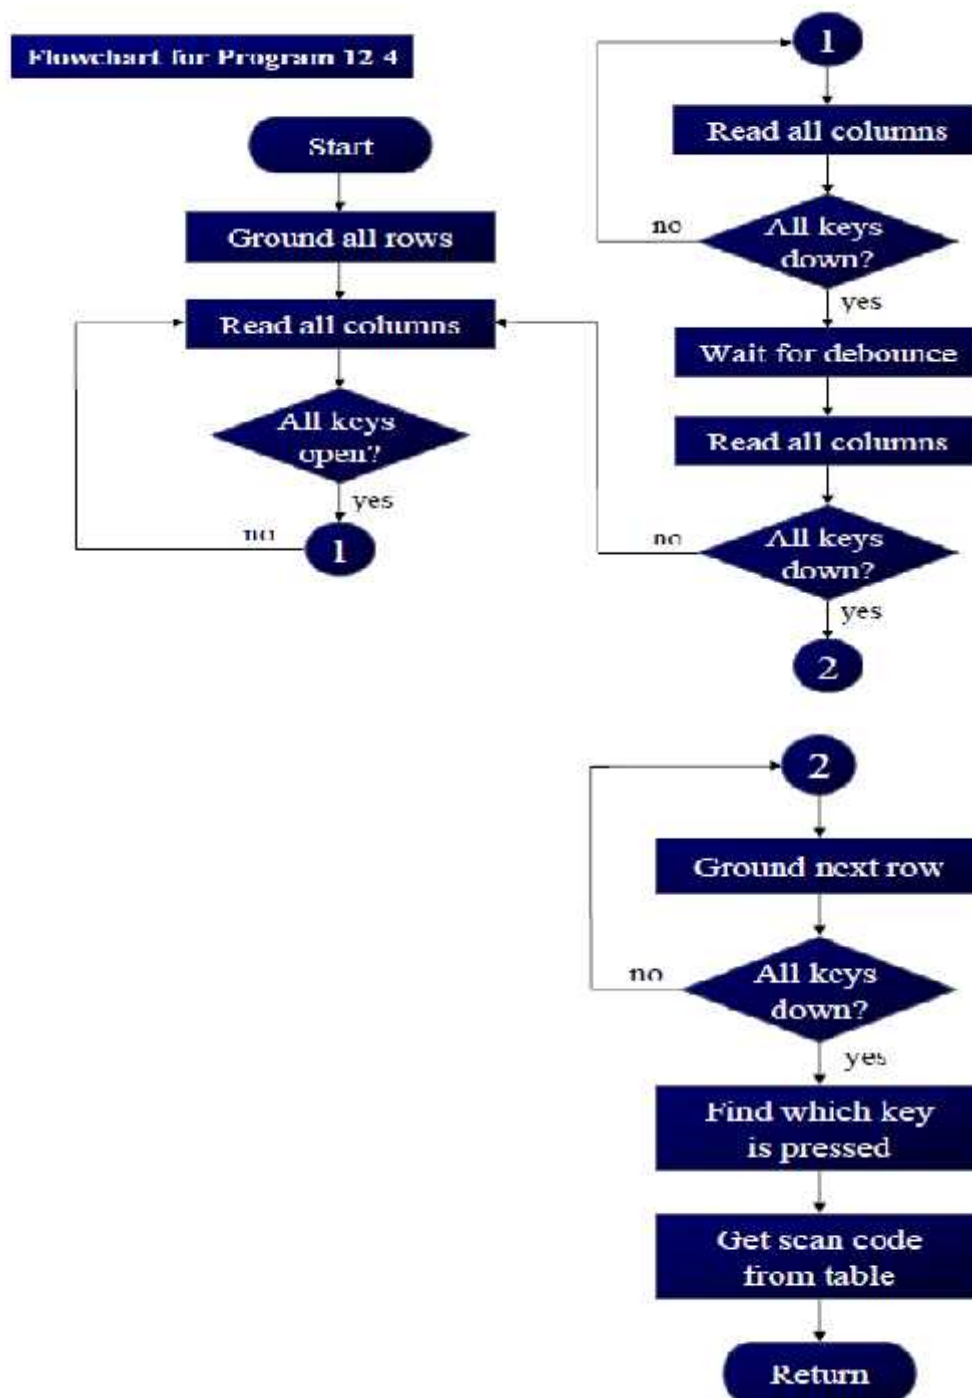 Flowchart for Program 12 4
Start
Ground all rows
Read all columns
All keys
open?
yes
no
1
1
Read all columns
All keys
down?
no
yes
Wait for debounce
Read all columns
All keys
down?
no
yes
2
2
Ground next row
All keys
down?
no
yes
Find which key
is pressed
Get scan code
from table
Return